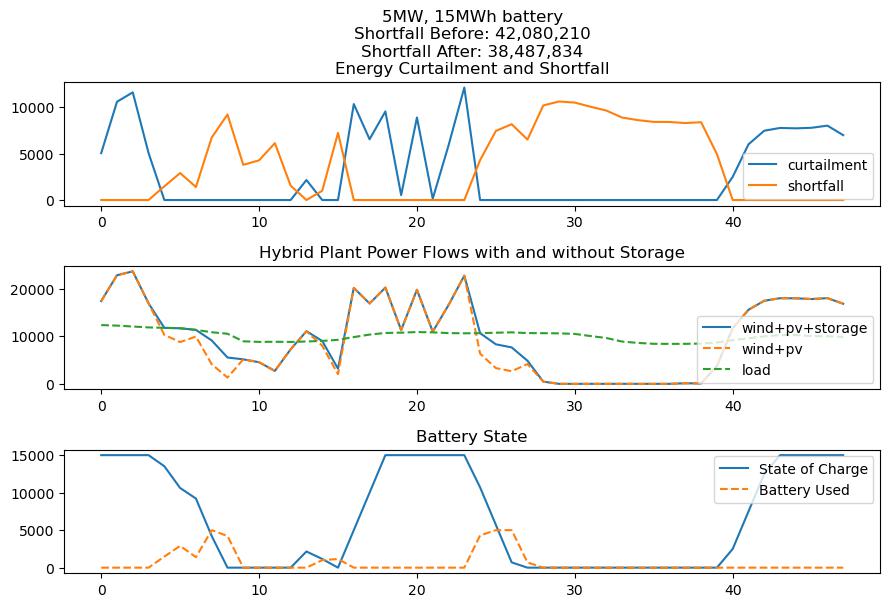 5MW, 15MWh battery
Shortfall Before: 42,080,210
Shortfall After: 38,487,834
Energy Curtailment and Shortfall
10000
5000
0
curtailment
shortfall
0 10 20 30 40
Hybrid Plant Power Flows with and without Storage
20000
10000
0
wind+pv+storage
wind+pv
load
0 10 20 30 40
Battery State
15000
10000
5000
0
State of Charge
Battery Used
0 10 20 30 40